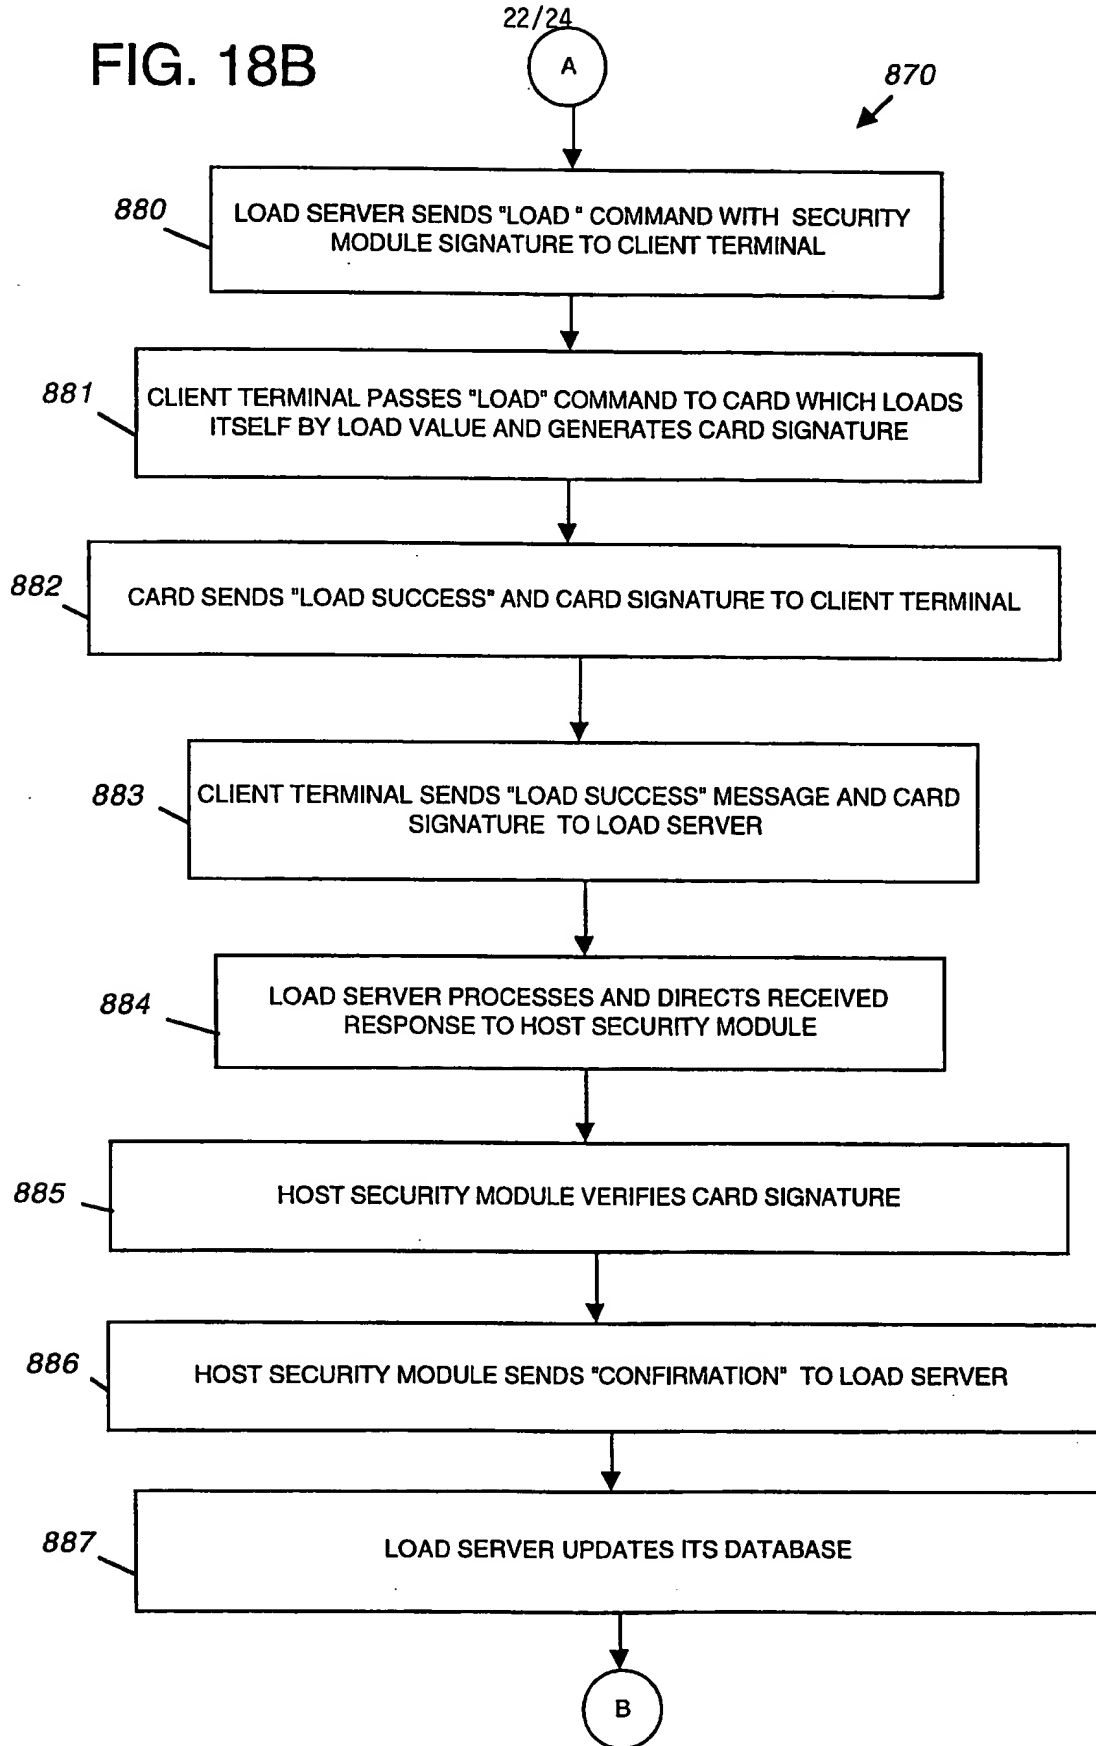 22/24
FIG. 18B
A
870
880
LOAD SERVER SENDS "LOAD " COMMAND WITH SECURITY
MODULE SIGNATURE TO CLIENT TERMINAL
881
CLIENT TERMINAL PASSES "LOAD" COMMAND TO CARD WHICH LOADS
ITSELF BY LOAD VALUE AND GENERATES CARD SIGNATURE
882
CARD SENDS "LOAD SUCCESS" AND CARD SIGNATURE TO CLIENT TERMINAL
883
CLIENT TERMINAL SENDS "LOAD SUCCESS" MESSAGE AND CARD
SIGNATURE TO LOAD SERVER
884
LOAD SERVER PROCESSES AND DIRECTS RECEIVED
RESPONSE TO HOST SECURITY MODULE
885
HOST SECURITY MODULE VERIFIES CARD SIGNATURE
886
HOST SECURITY MODULE SENDS "CONFIRMATION" TO LOAD SERVER
887
LOAD SERVER UPDATES ITS DATABASE
B